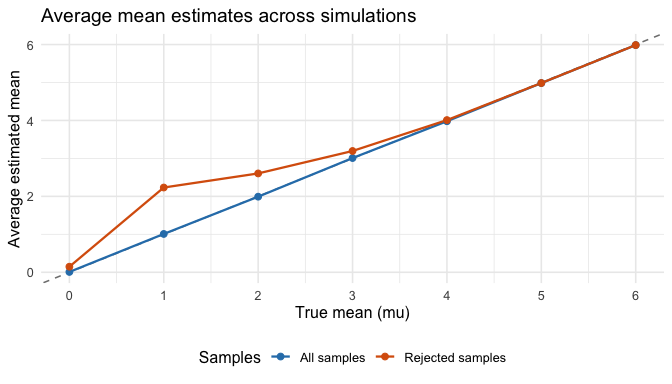 Average mean estimates across simulations
Average estimated mean
6
4
2
0
0 1 2 3 4 5 6
True mean (mu)
Samples All samples Rejected samples